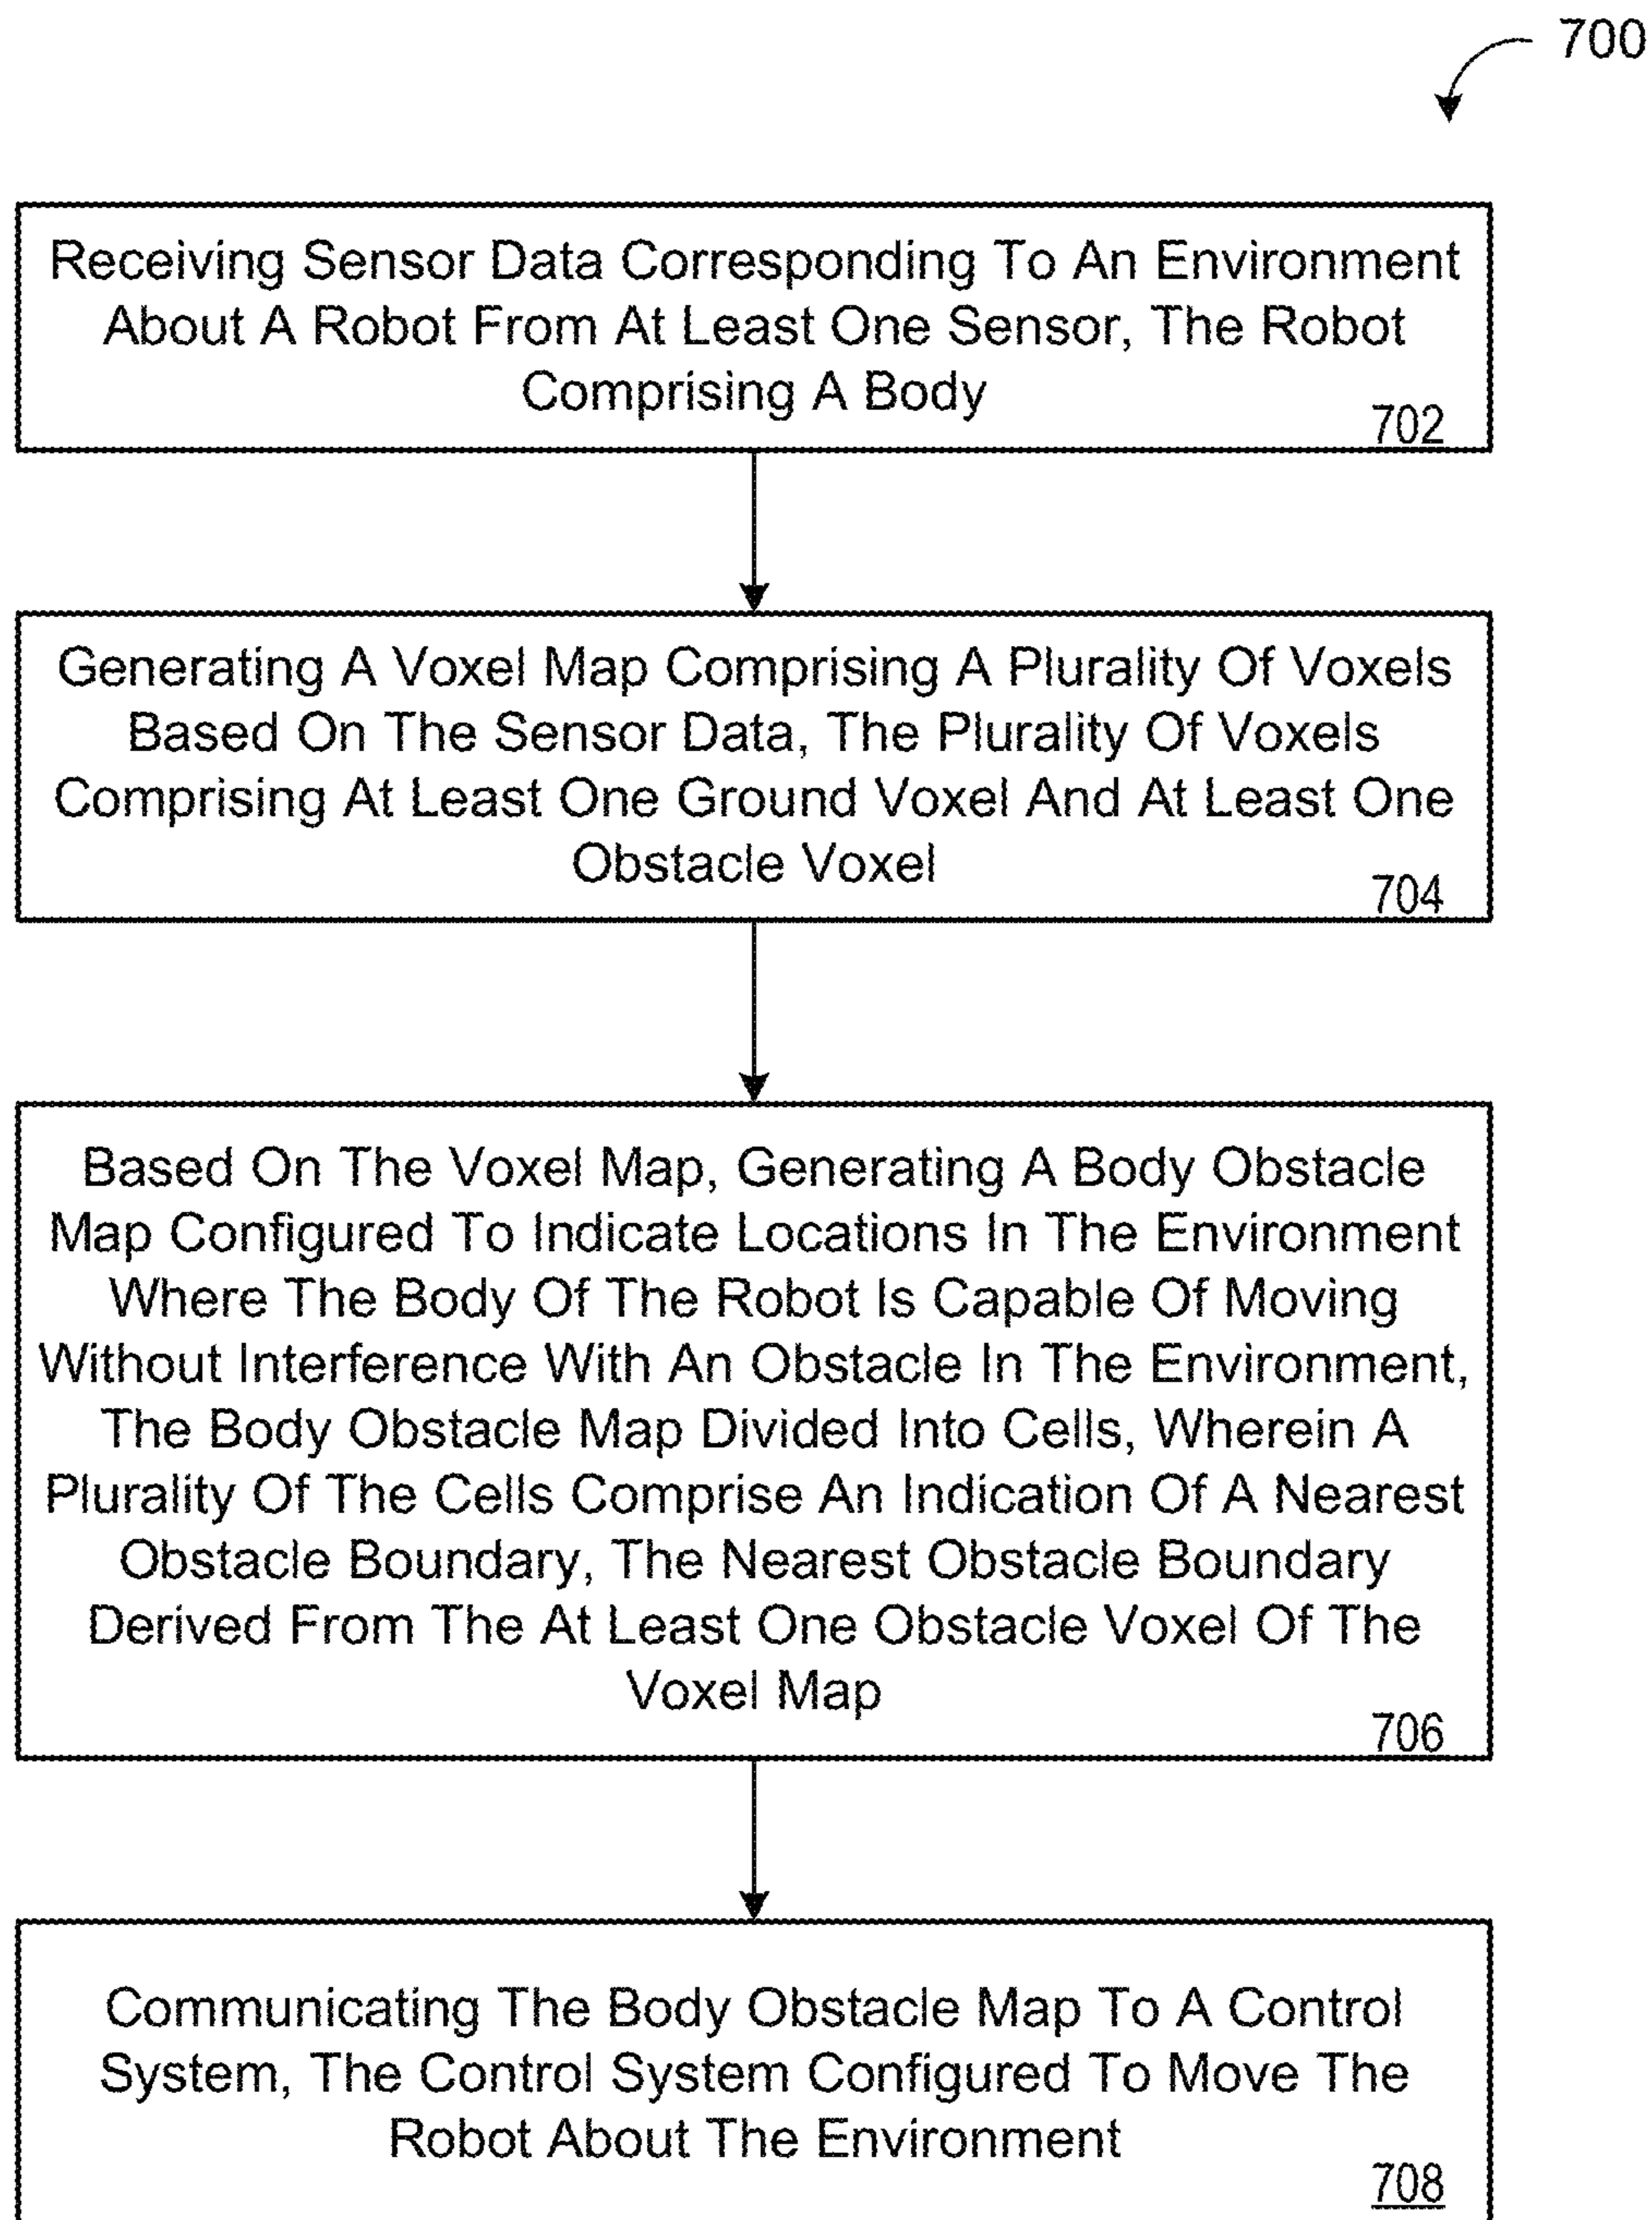 700
Receiving Sensor Data Corresponding To An Environment
About A Robot From At Least One Sensor, The Robot
Comprising A Body
702
Generating A Voxel Map Comprising A Plurality Of Voxels
Based On The Sensor Data, The Plurality Of Voxels
Comprising At Least One Ground Voxel And At Least One
Obstacle Voxel
704
Based On The Voxel Map, Generating A Body Obstacle
Map Configured To Indicate Locations In The Environment
Where The Body Of The Robot Is Capable Of Moving
Without Interference With An Obstacle In The Environment,
The Body Obstacle Map Divided Into Cells, Wherein A
Plurality Of The Cells Comprise An Indication Of A Nearest
Obstacle Boundary, The Nearest Obstacle Boundary
Derived From The At Least One Obstacle Voxel Of The
Voxel Map
706
Communicating The Body Obstacle Map To A Control
System, The Control System Configured To Move The
Robot About The Environment
708